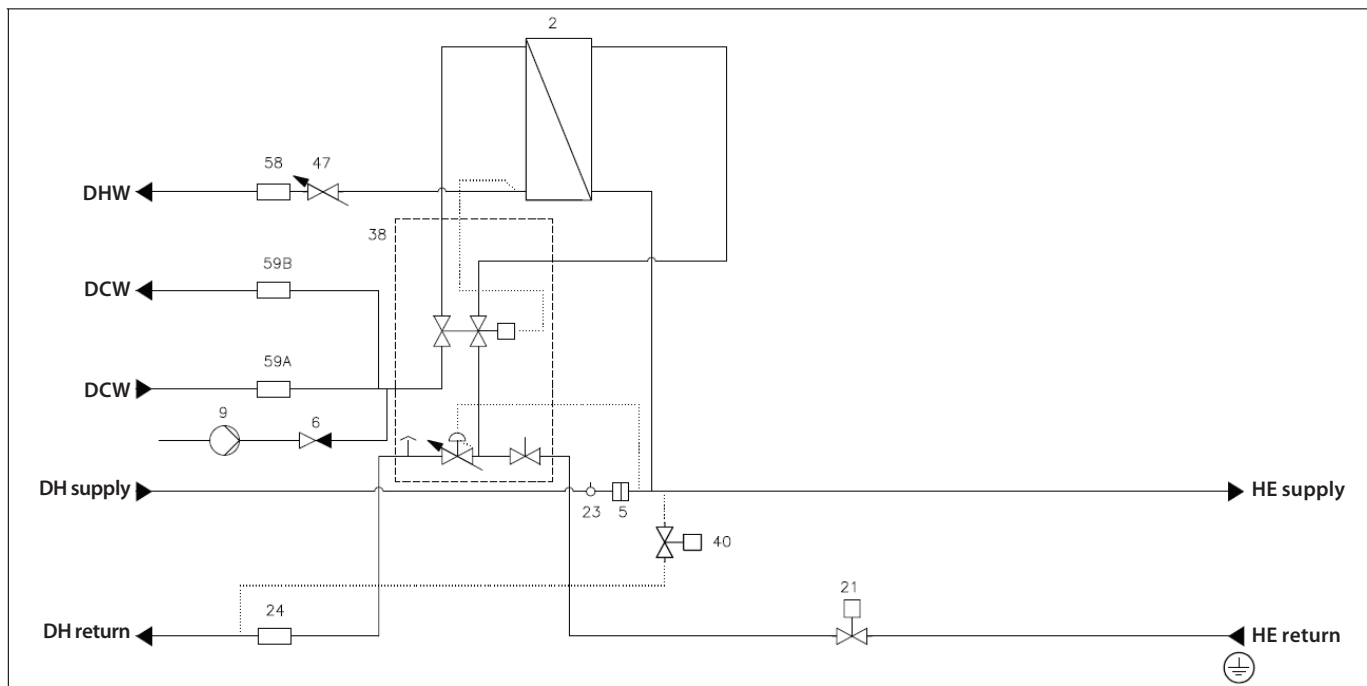 2
58 47
DHW
38
59B
DCW
59A
DCW
9
6
DH supply
HE supply
23 5
40
24
21
DH return
HE return